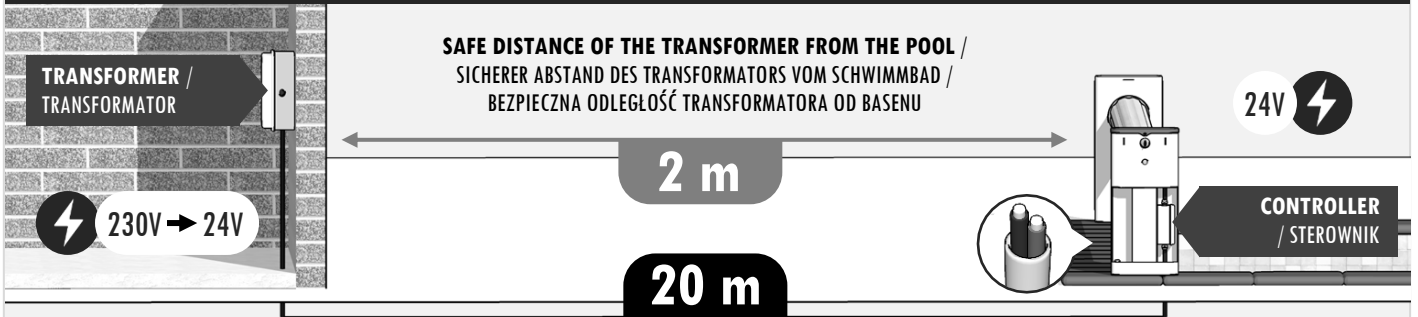 SAFE DISTANCE OF THE TRANSFORMER FROM THE POOL /
SICHERER ABSTAND DES TRANSFORMATORS VOM SCHWIMMBAD /
BEZPIECZNA ODLEGŁOŚĆ TRANSFORMATORA OD BASENU
TRANSFORMER /
TRANSFORMATOR
24V
2 m
230V → 24V
CONTROLLER
/ STEROWNIK
20 m